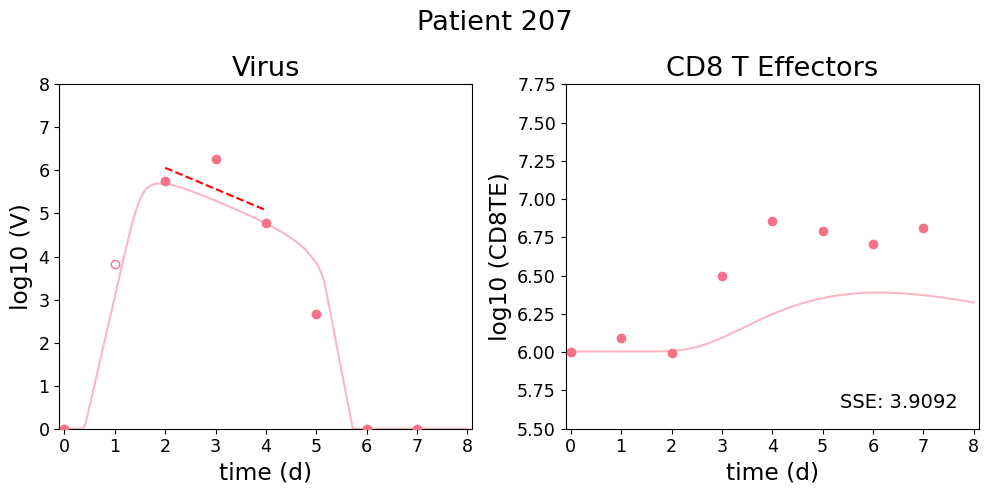 Patient 207
Virus
CD8 T Effectors
log10 (V)
8
7
6
5
4
3
2
1
0
0 1 2 3 4 5 6 7 8
time (d)
log10 (CD8TE)
7.75
7.50
7.25
7.00
6.75
6.50
6.25
6.00
5.75
5.50
SSE: 3.9092
0 1 2 3 4 5 6 7 8
time (d)